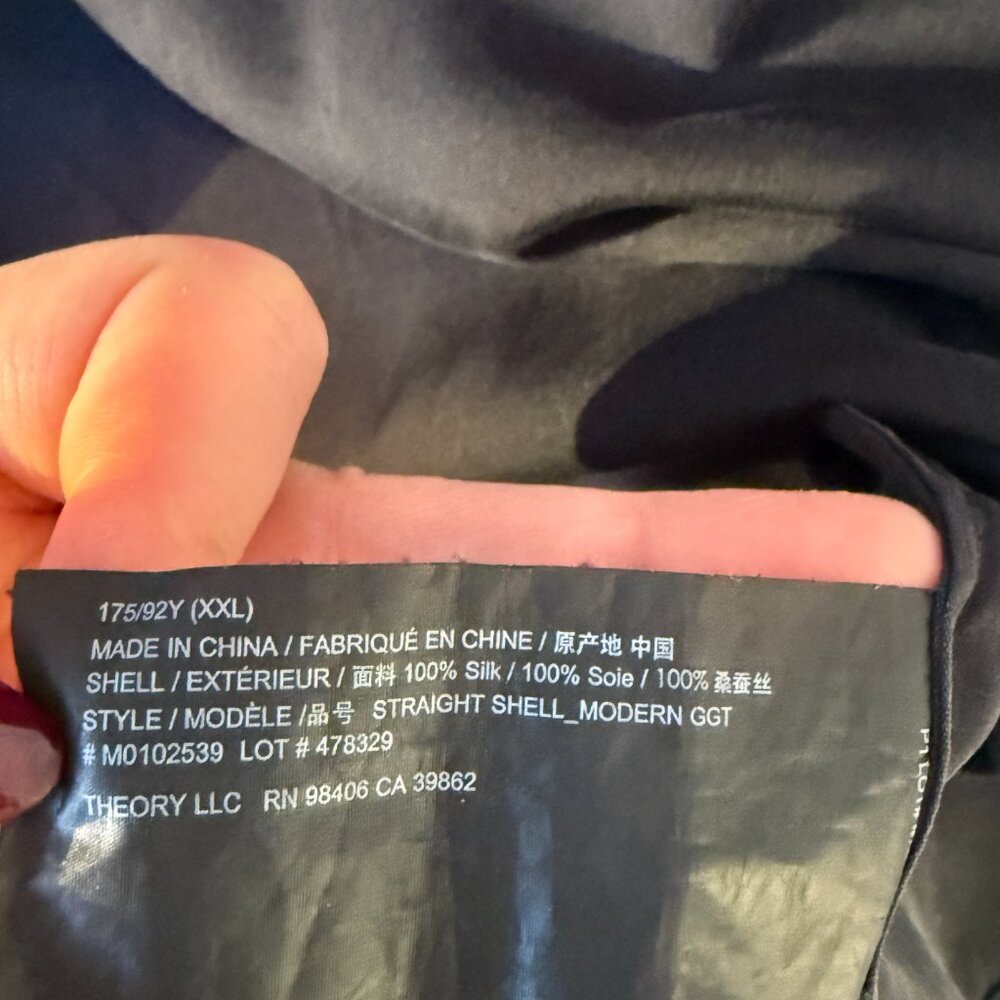 175/92Y (XXL)
MADE IN CHINA / FABRIQUÉ EN CHINE / 原产地 中国
SHELL / EXTÉRIEUR / 面料 100% Silk / 100% Soie / 100% 桑蚕丝
STYLE / MODÈLE /品号 STRAIGHT SHELL_MODERN GGT
# M0102539 LOT # 478329
THEORY LLC RN 98406 CA 39862